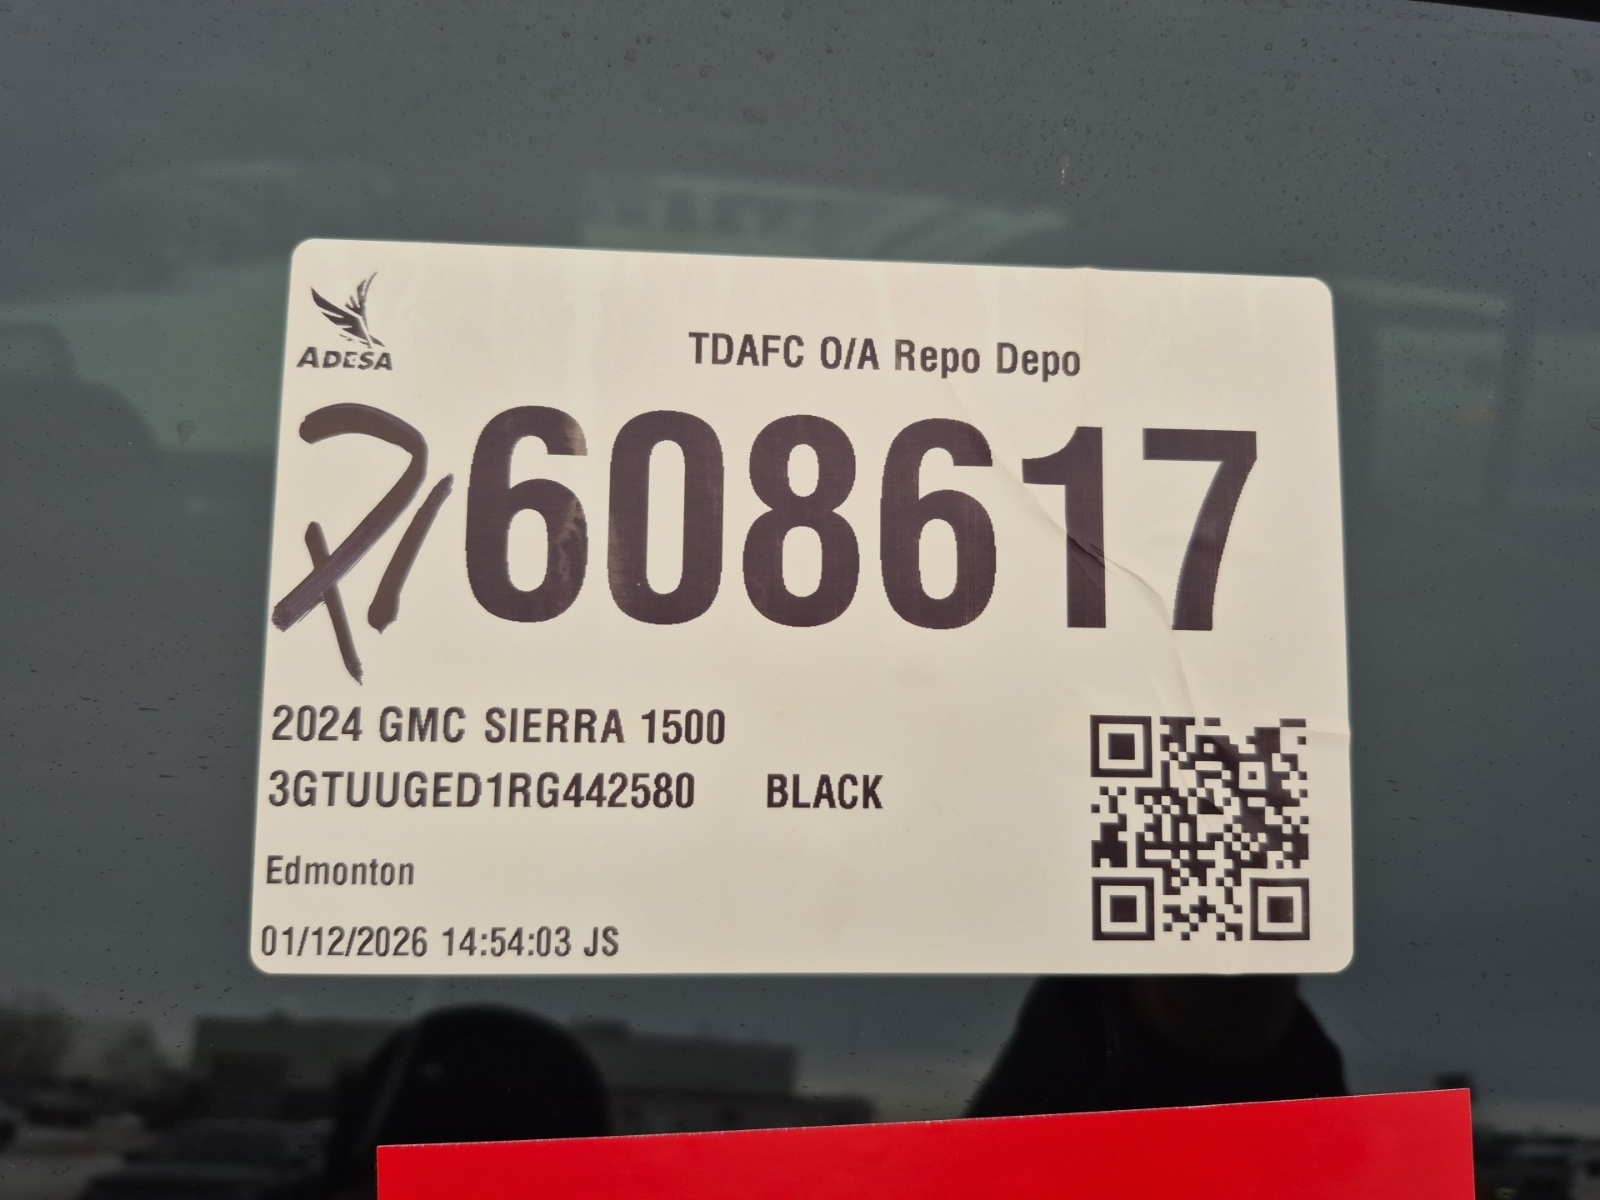 ADESA
TDAFC O/A Repo Depo
608617
2024 GMC SIERRA 1500
3GTUUGED1RG442580 BLACK
Edmonton
01/12/2026 14:54:03 JS